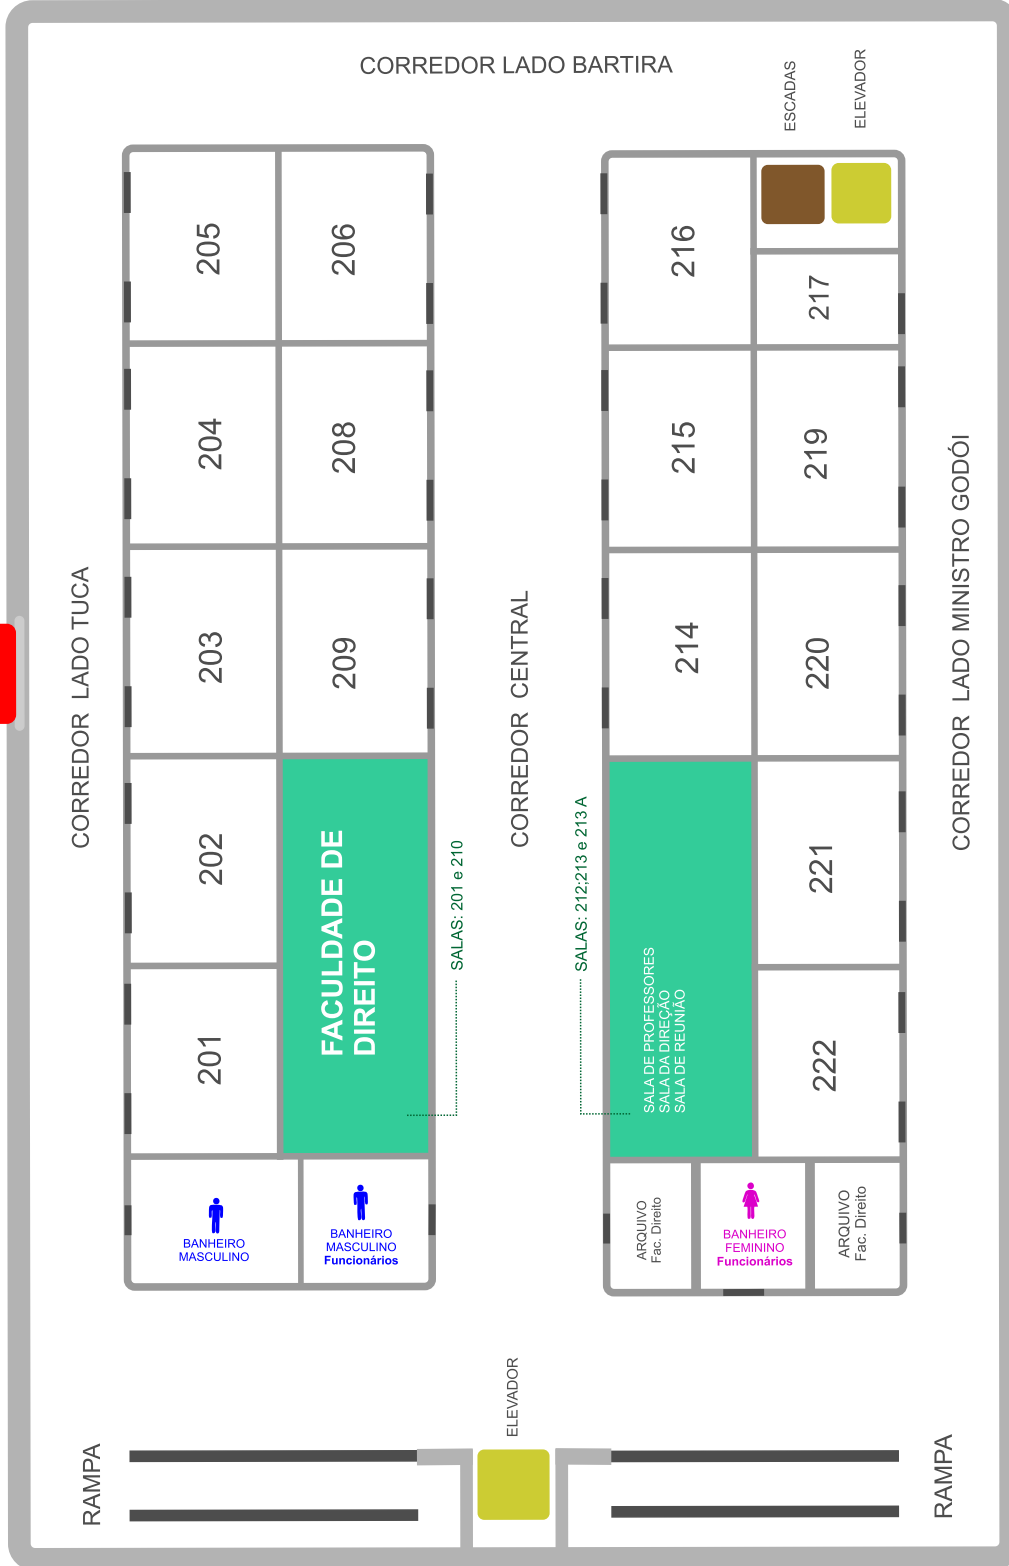 CORREDOR LADO BARTIRA
ESCADAS
ELEVADOR
205
206
216
217
204
208
215
219
CORREDOR LADO TUCA
203
209
CORREDOR CENTRAL
214
220
CORREDOR LADO MINISTRO GODÓI
202
FACULDADE DE
DIREITO
SALAS: 201 e 210
SALAS: 212;213 e 213 A
221
201
SALA DE PROFESSORES
SALA DA DIREÇÃO
SALA DE REUNIÃO
222
BANHEIRO
MASCULINO
BANHEIRO
MASCULINO
Funcionários
ARQUIVO
Fac. Direito
BANHEIRO
FEMININO
Funcionários
ARQUIVO
Fac. Direito
ELEVADOR
RAMPA
RAMPA